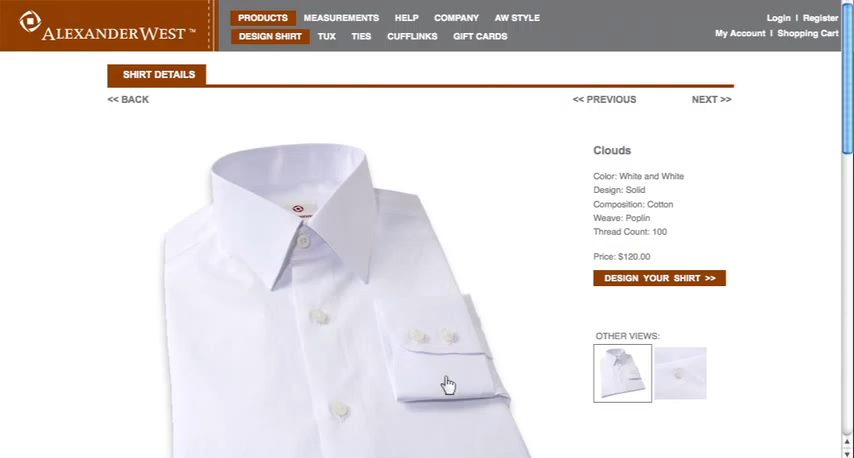 ALEXANDERWEST™
PRODUCTS MEASUREMENTS HELP COMPANY AW STYLE
DESIGN SHIRT TUX TIES CUFFLINKS GIFT CARDS
Login | Register
My Account | Shopping Cart
SHIRT DETAILS
<< BACK
<< PREVIOUS NEXT >>
Clouds
Color: White and White
Design: Solid
Composition: Cotton
Weave: Poplin
Thread Count: 100
Price: $120.00
DESIGN YOUR SHIRT >>
OTHER VIEWS: